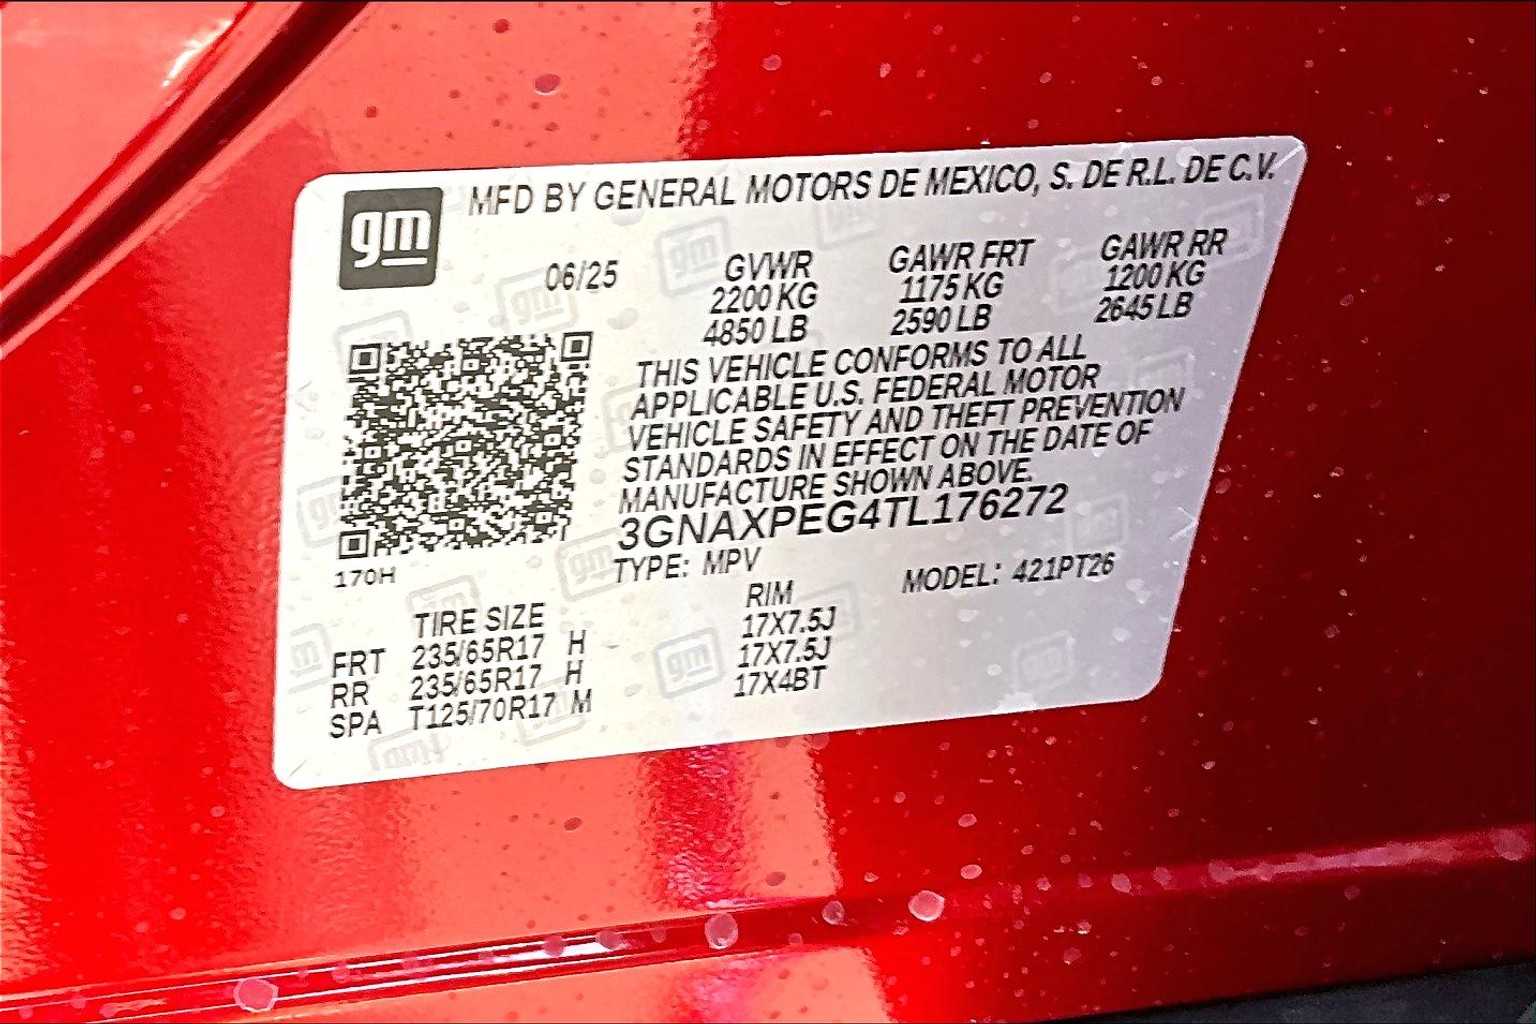 gm MFD BY GENERAL MOTORS DE MEXICO, S. DE R.L. DE C.V.
06/25 GVWR GAWR FRT GAWR RR
2200 KG 1175 KG 1200 KG
4850 LB 2590 LB 2645 LB
THIS VEHICLE CONFORMS TO ALL
APPLICABLE U.S. FEDERAL MOTOR
VEHICLE SAFETY AND THEFT PREVENTION
STANDARDS IN EFFECT ON THE DATE OF
MANUFACTURE SHOWN ABOVE.
3GNAXPEG4TL176272
170H TYPE: MPV MODEL: 421PT26
TIRE SIZE RIM
FRT 235/65R17 H 17X7.5J
RR 235/65R17 H 17X7.5J
SPA T125/70R17 M 17X4BT